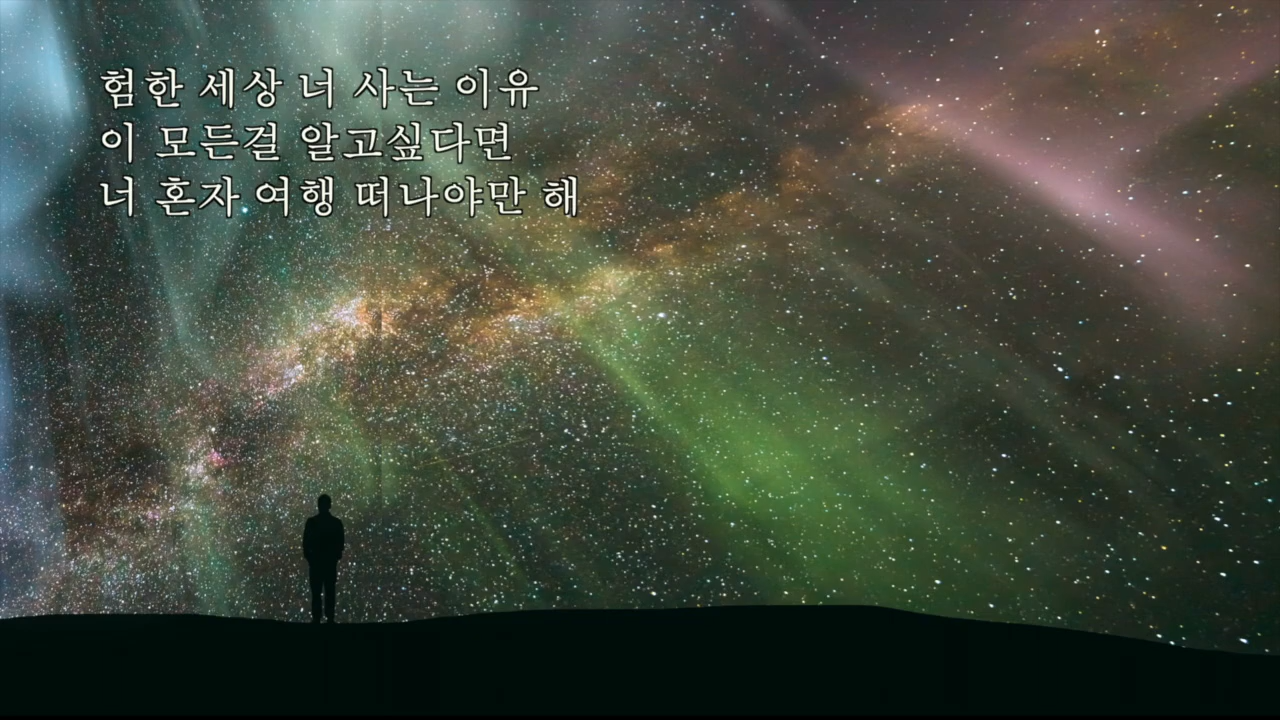 험한 세상 너 사는 이유
이 모든걸 알고싶다면
너 혼자 여행 떠나야만 해